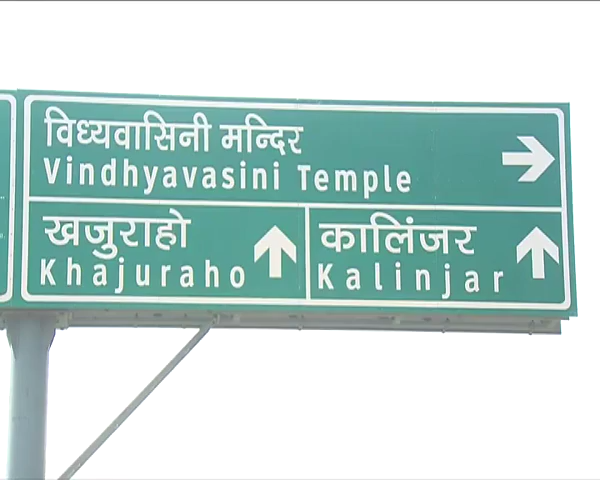 विध्यवासिनी मन्दिर
Vindhyavasini Temple
खजुराहो
Khajuraho
कालिंजर
Kalinjar